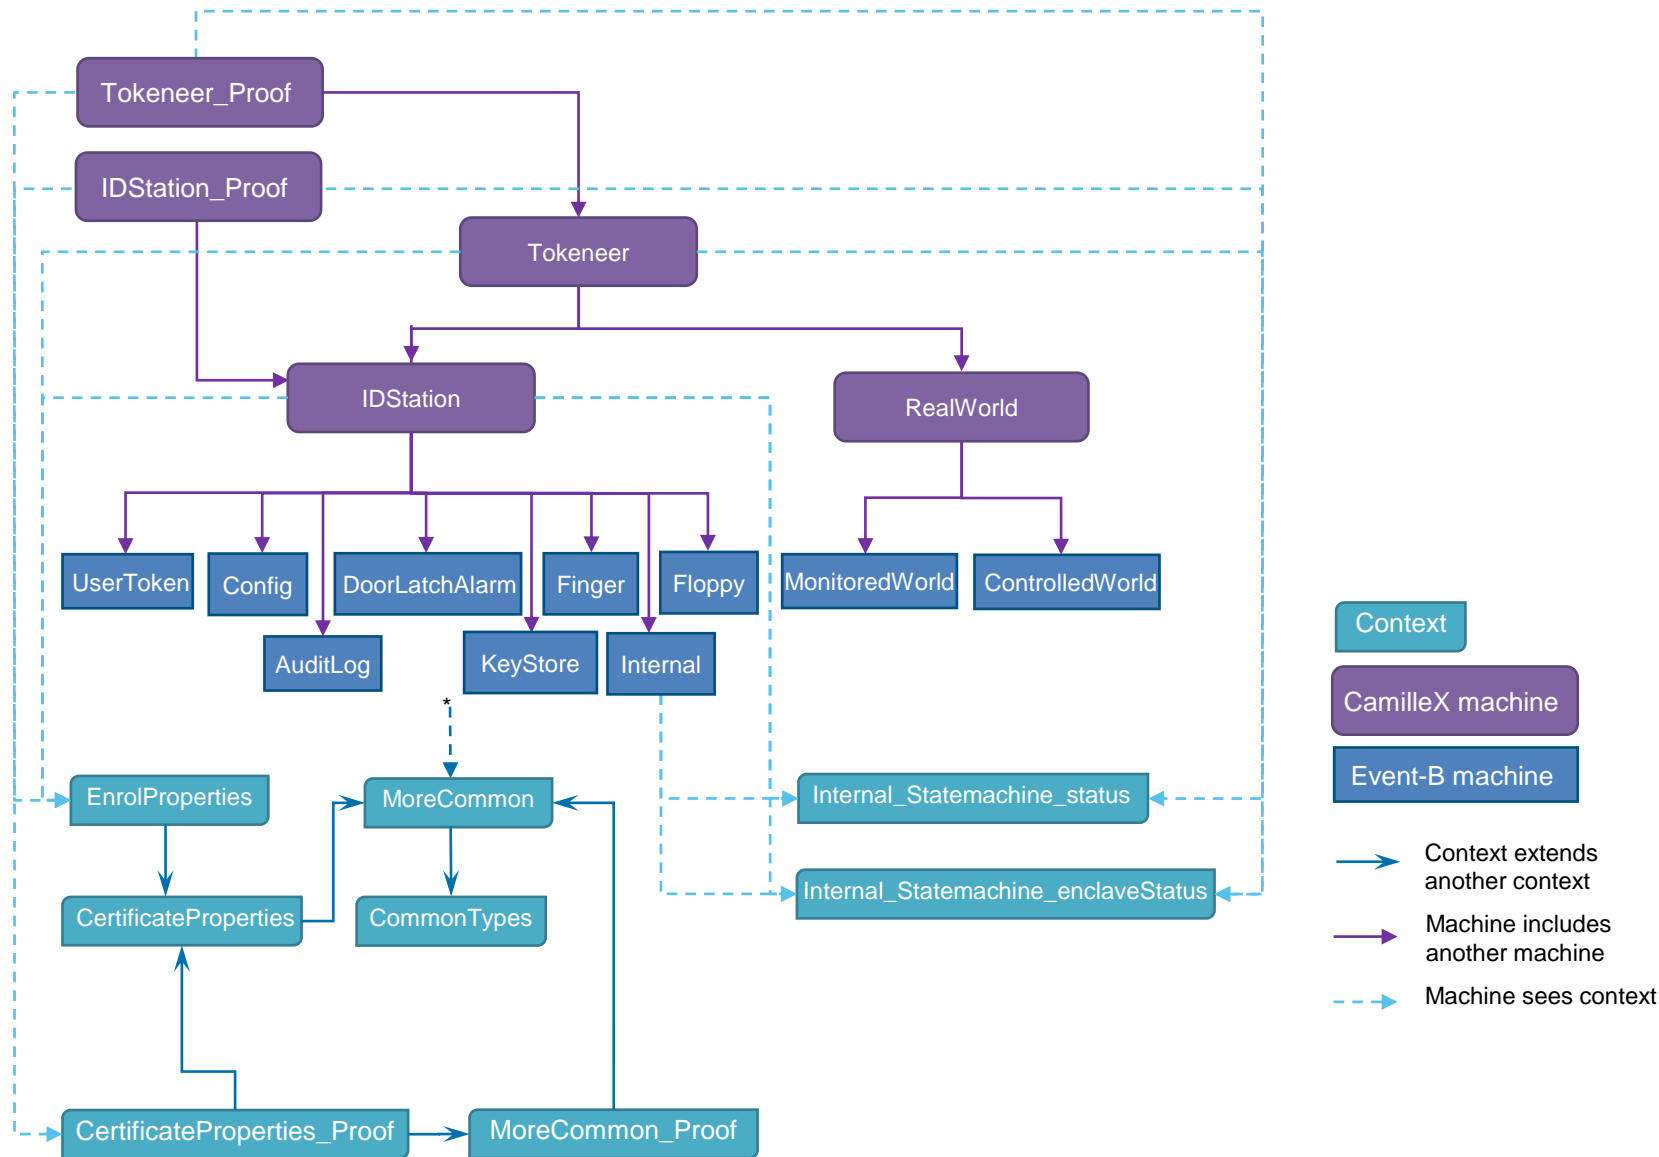 Tokeneer_Proof
IDStation_Proof
Tokeneer
IDStation
RealWorld
UserToken
Config
DoorLatchAlarm
Finger
Floppy
MonitoredWorld
ControlledWorld
AuditLog
KeyStore
Internal
*
EnrolProperties
MoreCommon
Internal_Statemachine_status
CertificateProperties
CommonTypes
Internal_Statemachine_enclaveStatus
CertificateProperties_Proof
MoreCommon_Proof
Context
CamilleX machine
Event-B machine
Context extends
another context
Machine includes
another machine
Machine sees context